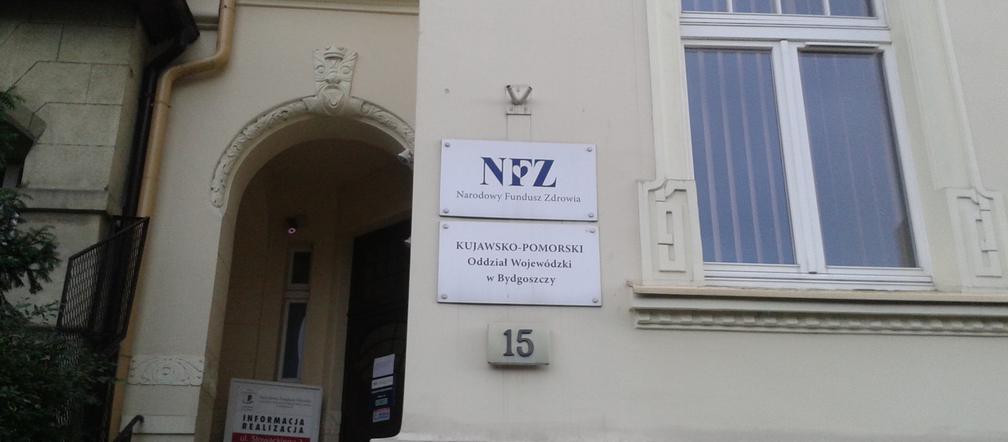 NFZ
Narodowy Fundusz Zdrowia
KUJAWSKO-POMORSKI
Oddział Wojewódzki
w Bydgoszczy
15
INFORMACJA
REALIZACJA